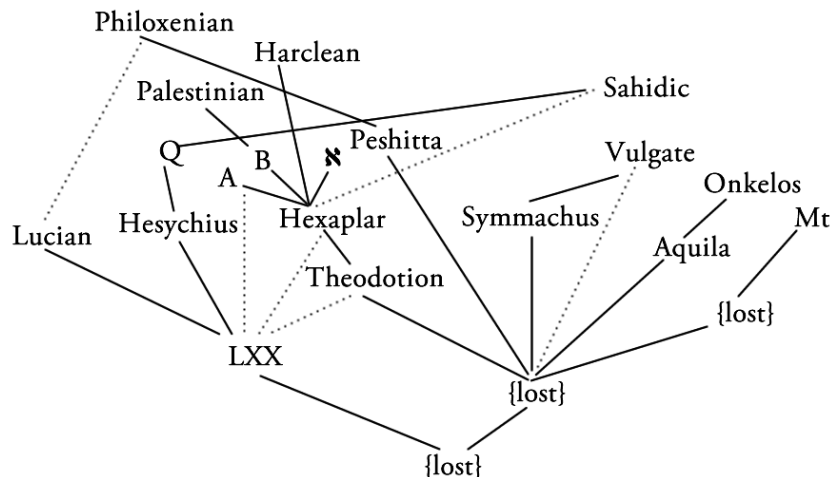 Philoxenian
Harclean
Palestinian
Sahidic
Q
B
א
Peshitta
Vulgate
A
Onkelos
Lucian
Hesychius
Hexaplar
Symmachus
Mt
Aquila
Theodotion
{lost}
LXX
{lost}
{lost}